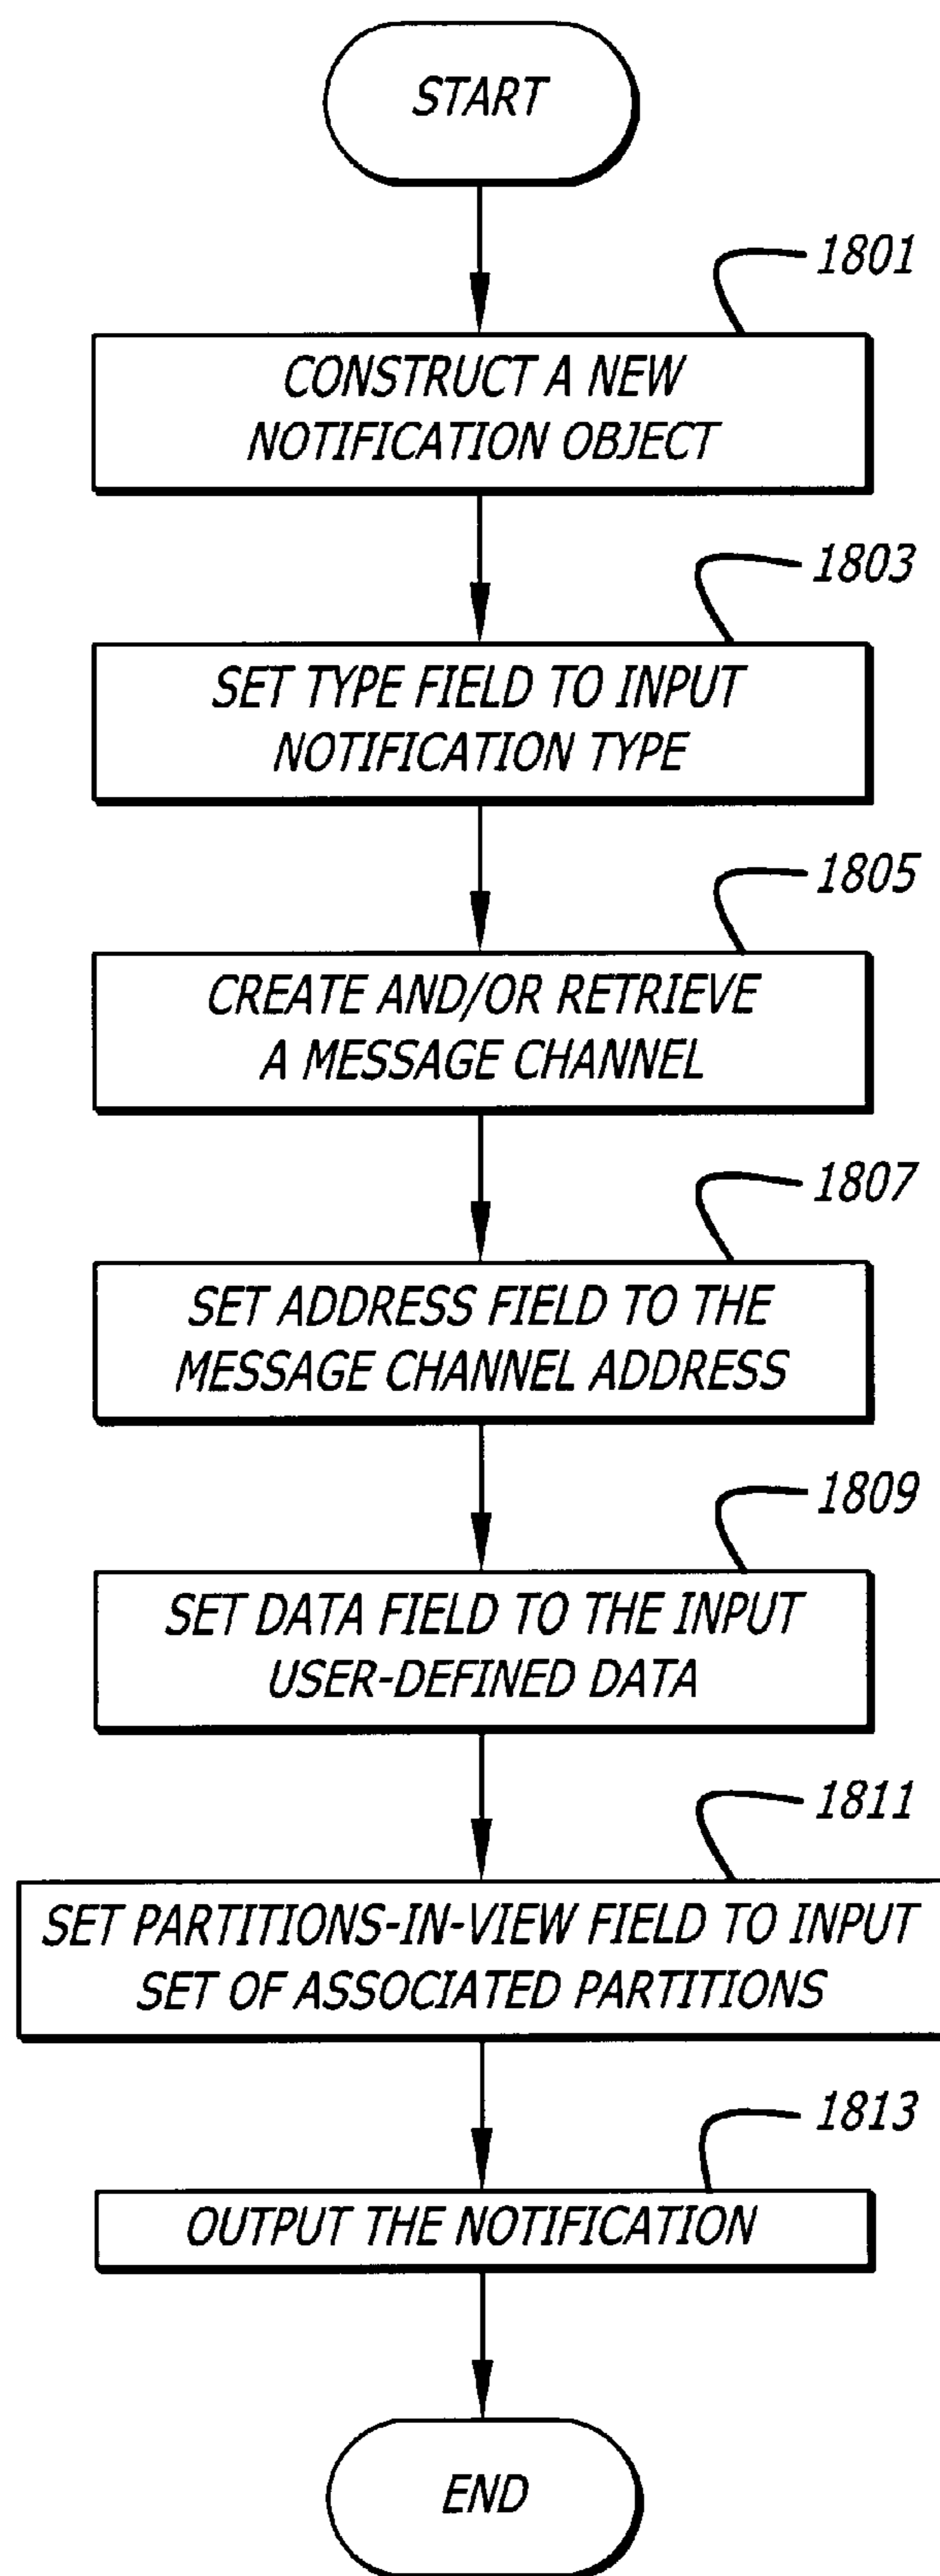 START
1801
CONSTRUCT A NEW
NOTIFICATION OBJECT
1803
SET TYPE FIELD TO INPUT
NOTIFICATION TYPE
1805
CREATE AND/OR RETRIEVE
A MESSAGE CHANNEL
1807
SET ADDRESS FIELD TO THE
MESSAGE CHANNEL ADDRESS
1809
SET DATA FIELD TO THE INPUT
USER-DEFINED DATA
1811
SET PARTITIONS-IN-VIEW FIELD TO INPUT
SET OF ASSOCIATED PARTITIONS
1813
OUTPUT THE NOTIFICATION
END